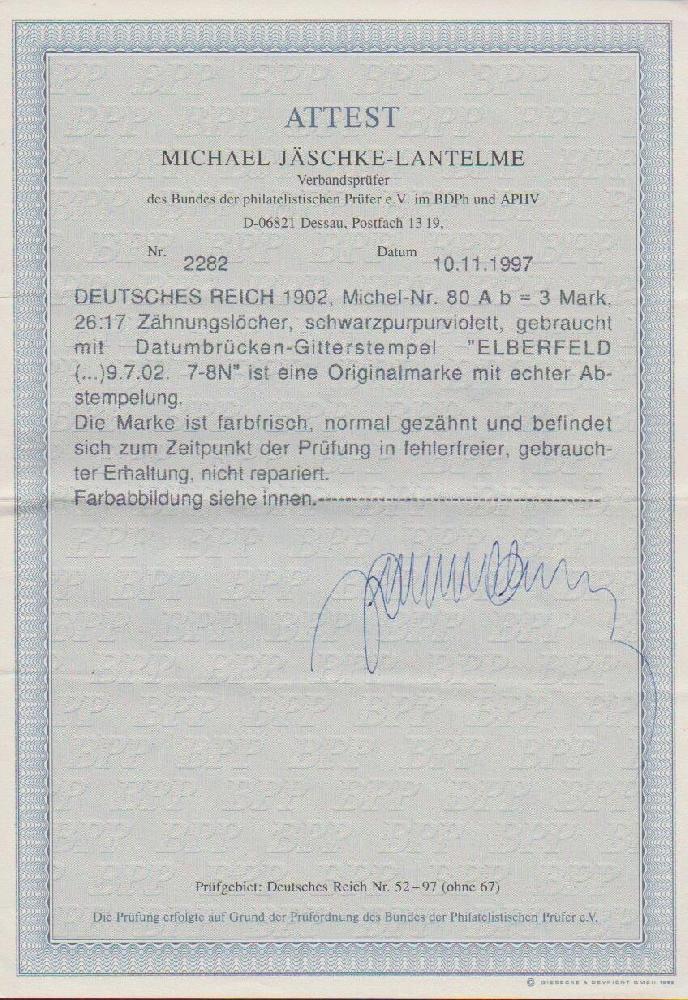 ATTEST
MICHAEL JÄSCHKE-LANTELME
Verbandsprüfer
des Bundes der philatelistischen Prüfer e.V. im BDPh und APHV
D-06821 Dessau, Postfach 13 19,
Nr. 2282 Datum 10.11.1997
DEUTSCHES REICH 1902, Michel-Nr. 80 A b = 3 Mark,
26:17 Zähnungslöcher, schwarzpurpurviolett, gebraucht
mit Datumbrücken-Gitterstempel "ELBERFELD
(...)9.7.02. 7-8N" ist eine Originalmarke mit echter Ab-
stempelung.
Die Marke ist farbfrisch, normal gezähnt und befindet
sich zum Zeitpunkt der Prüfung in fehlerfreier, gebrauch-
ter Erhaltung, nicht repariert.
Farbabbildung siehe innen.--------------------------------
Prüfgebiet: Deutsches Reich Nr. 52–97 (ohne 67)
Die Prüfung erfolgte auf Grund der Prüfordnung des Bundes der Philatelistischen Prüfer e.V.